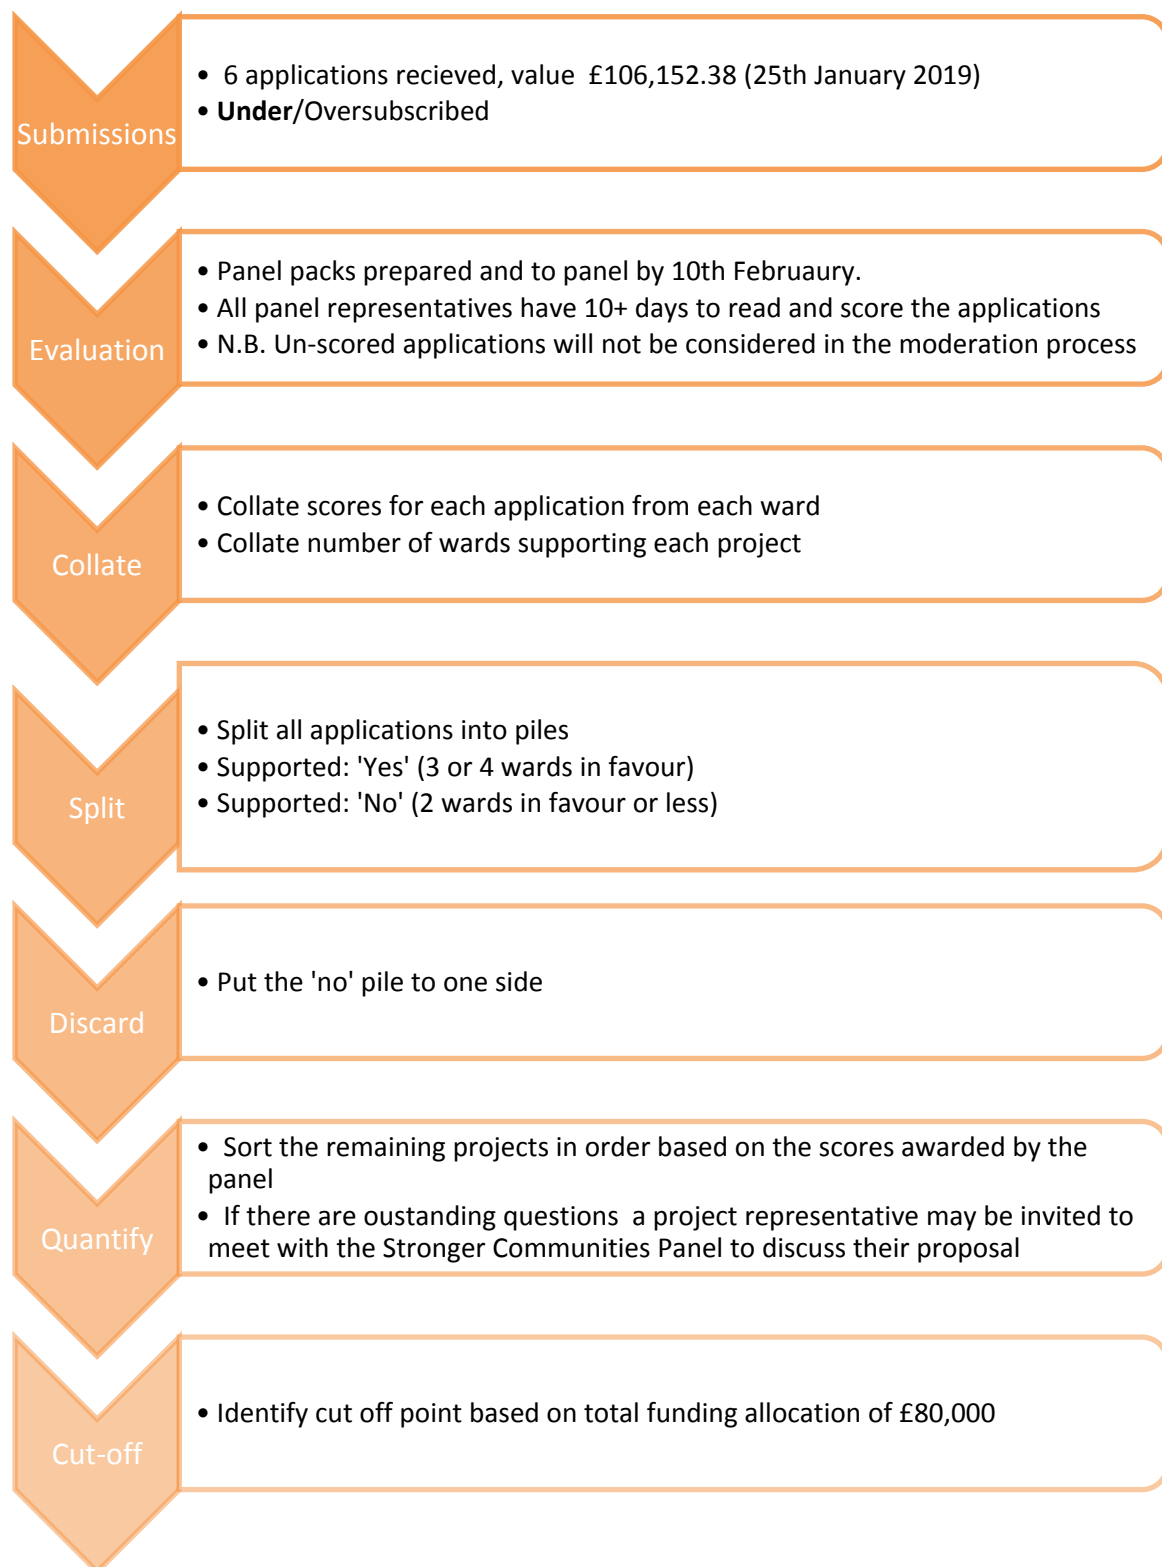 Submissions
• 6 applications recieved, value £106,152.38 (25th January 2019)
• Under/Oversubscribed
Evaluation
• Panel packs prepared and to panel by 10th Februaury.
• All panel representatives have 10+ days to read and score the applications
• N.B. Un-scored applications will not be considered in the moderation process
Collate
• Collate scores for each application from each ward
• Collate number of wards supporting each project
Split
• Split all applications into piles
• Supported: 'Yes' (3 or 4 wards in favour)
• Supported: 'No' (2 wards in favour or less)
Discard
• Put the 'no' pile to one side
Quantify
• Sort the remaining projects in order based on the scores awarded by the
panel
• If there are oustanding questions a project representative may be invited to
meet with the Stronger Communities Panel to discuss their proposal
Cut-off
• Identify cut off point based on total funding allocation of £80,000